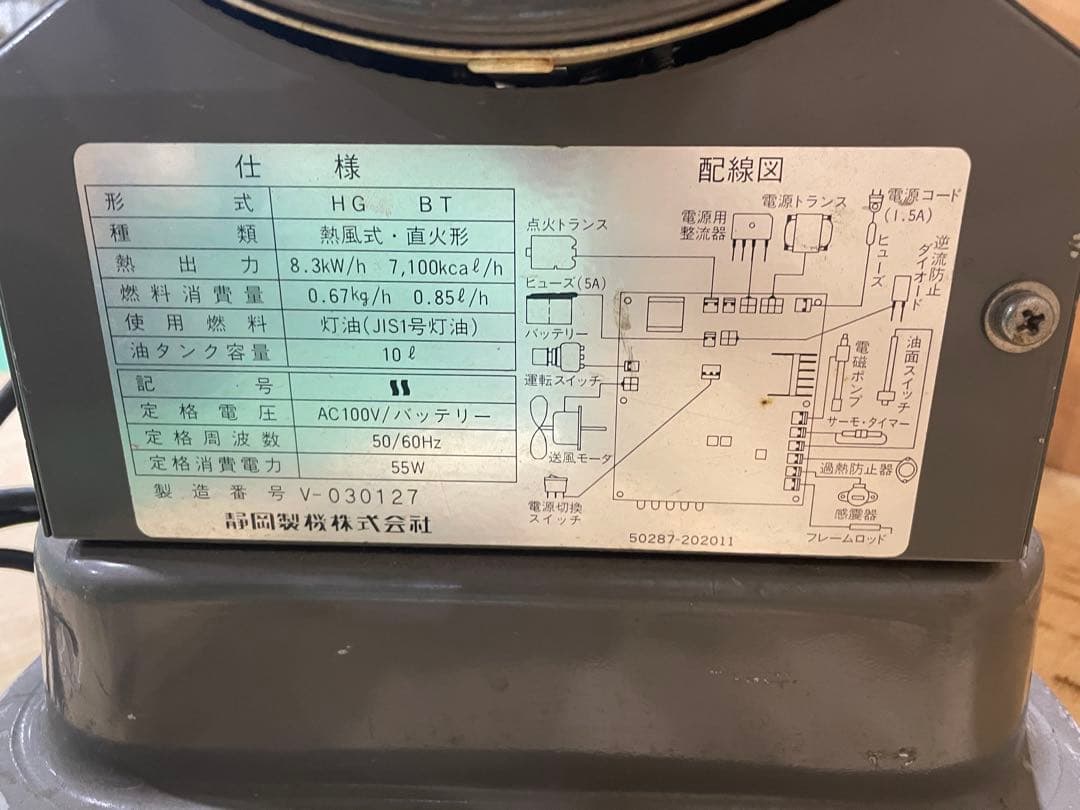 仕様
形式 HG BT
種類 熱風式・直火形
熱出力 8.3kW/h 7,100kcaℓ/h
燃料消費量 0.67kg/h 0.85ℓ/h
使用燃料 灯油(JIS1号灯油)
油タンク容量 10ℓ
記号
定格電圧 AC100V/バッテリー
定格周波数 50/60Hz
定格消費電力 55W
製造番号 V-030127
静岡製機株式会社
配線図
点火トランス
電源用
整流器
電源トランス
電源コード
(1.5A)
ヒューズ
逆流防止
ダイオード
ヒューズ(5A)
バッテリー
運転スイッチ
送風モータ
電源切換
スイッチ
電磁ポンプ
油面スイッチ
サーモ・タイマー
過熱防止器
感震器
フレームロッド
50287-202011